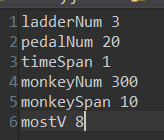 1 ladderNum 3
2 pedalNum 20
3 timeSpan 1
4 monkeyNum 300
5 monkeySpan 10
6 mostV 8